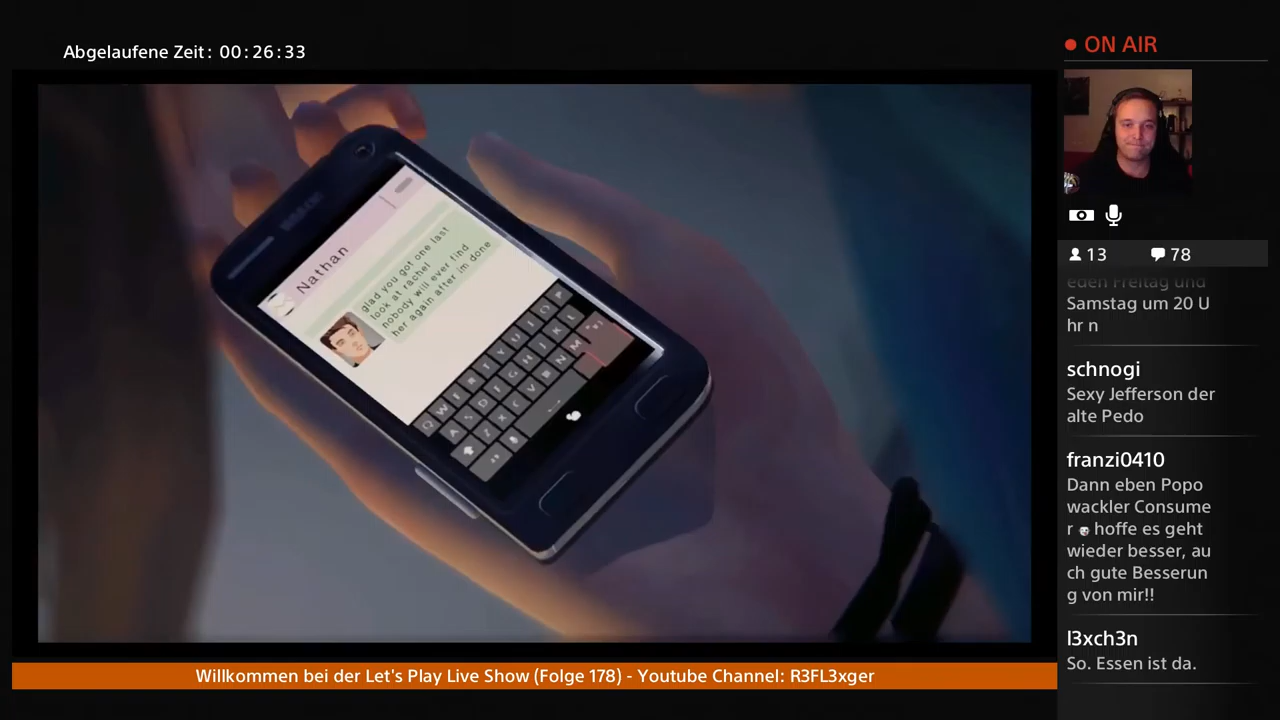 Abgelaufene Zeit: 00:26:33
ON AIR
13
78
Nathan
glad you got one last
look at rachel
nobody will ever find
her again after im done
eden Freitag und
Samstag um 20 U
hr n
schnogi
Sexy Jefferson der
alte Pedo
franzi0410
Dann eben Popo
wackler Consume
r hoffe es geht
wieder besser, au
ch gute Besserun
g von mir!!
l3xch3n
So. Essen ist da.
Willkommen bei der Let's Play Live Show (Folge 178) - Youtube Channel: R3FL3xger